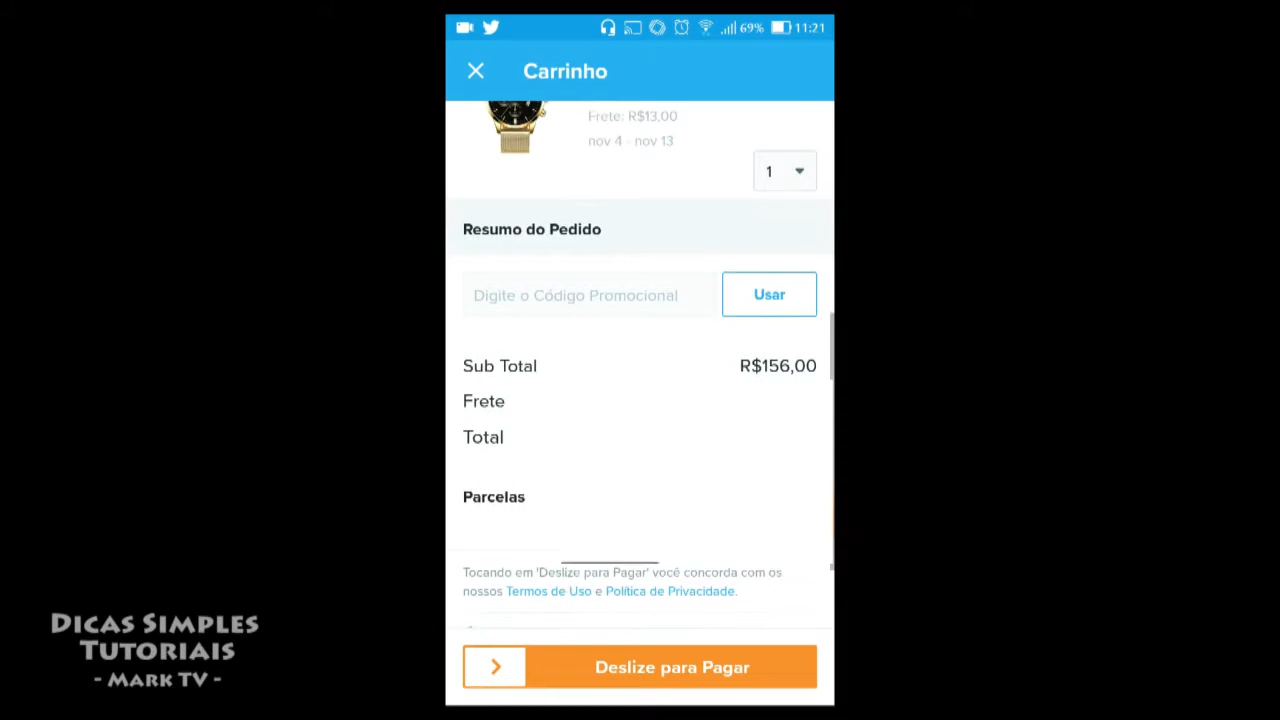 69% 11:21
Carrinho
Frete: R$13,00
nov 4 - nov 13
1
Resumo do Pedido
Digite o Código Promocional Usar
Sub Total R$156,00
Frete
Total
Parcelas
Tocando em 'Deslize para Pagar' você concorda com os
nossos Termos de Uso e Política de Privacidade.
Deslize para Pagar
Dicas Simples
Tutoriais
- Mark TV -